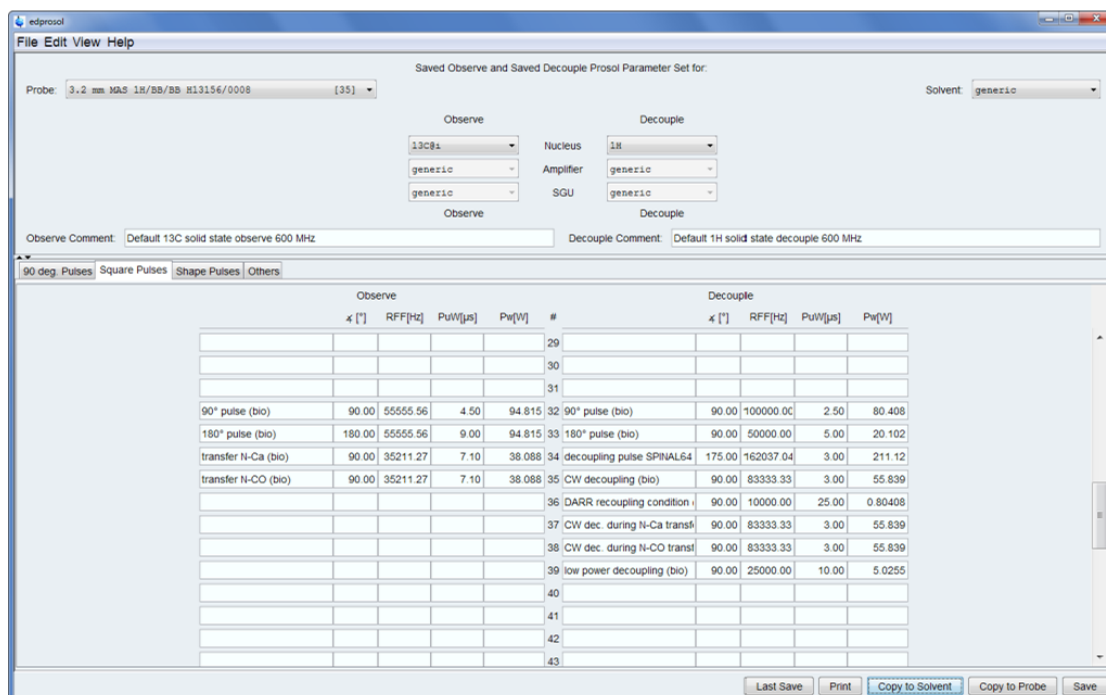 edprosol
File Edit View Help
Saved Observe and Saved Decouple Prosol Parameter Set for:
Probe: 3.2 mm MAS 1H/BB/BB H13156/0008 [35] Solvent: generic
Observe Decouple
13C@i Nucleus 1H
generic Amplifier generic
generic SGU generic
Observe Decouple
Observe Comment: Default 13C solid state observe 600 MHz Decouple Comment: Default 1H solid state decouple 600 MHz
90 deg. Pulses Square Pulses Shape Pulses Others
Observe Decouple
∡ [°] RFF[Hz] PuW[µs] Pw[W] # ∡ [°] RFF[Hz] PuW[µs] Pw[W]
29
30
31
90° pulse (bio) 90.00 55555.56 4.50 94.815 32 90° pulse (bio) 90.00 100000.00 2.50 80.408
180° pulse (bio) 180.00 55555.56 9.00 94.815 33 180° pulse (bio) 90.00 50000.00 5.00 20.102
transfer N-Ca (bio) 90.00 35211.27 7.10 38.088 34 decoupling pulse SPINAL64 175.00 162037.04 3.00 211.12
transfer N-CO (bio) 90.00 35211.27 7.10 38.088 35 CW decoupling (bio) 90.00 83333.33 3.00 55.839
36 DARR recoupling condition ( 90.00 10000.00 25.00 0.80408
37 CW dec. during N-Ca transf 90.00 83333.33 3.00 55.839
38 CW dec. during N-CO transf 90.00 83333.33 3.00 55.839
39 low power decoupling (bio) 90.00 25000.00 10.00 5.0255
40
41
42
43
Last Save Print Copy to Solvent Copy to Probe Save